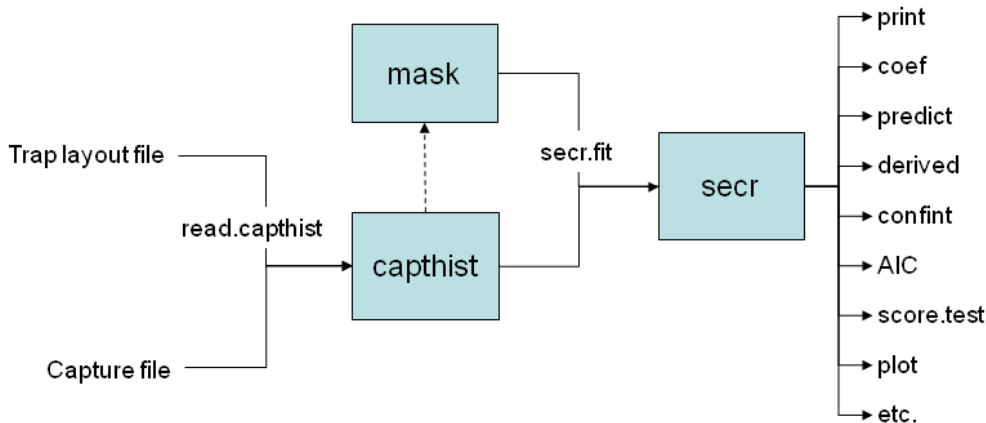 Trap layout file
Capture file
read.capthist
mask
capthist
secr.fit
secr
print
coef
predict
derived
confint
AIC
score.test
plot
etc.